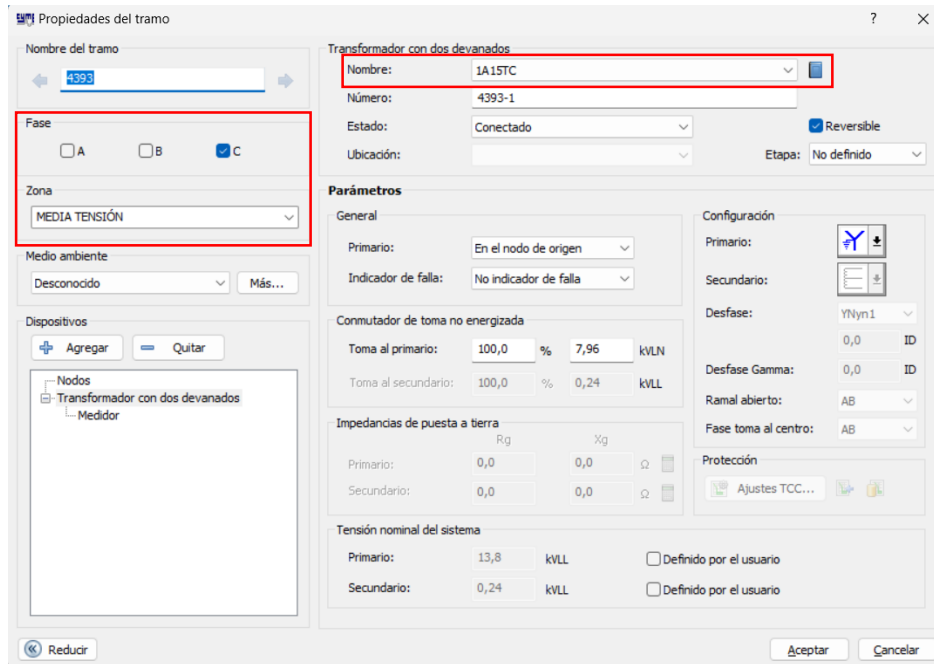 CYME Propiedades del tramo ? ×
Nombre del tramo
4393
Fase
A B C
Zona
MEDIA TENSIÓN
Medio ambiente
Desconocido Más...
Dispositivos
Agregar Quitar
Nodos
Transformador con dos devanados
Medidor
Transformador con dos devanados
Nombre: 1A15TC
Número: 4393-1
Estado: Conectado Reversible
Ubicación: Etapa: No definido
Parámetros
General
Primario: En el nodo de origen
Indicador de falla: No indicador de falla
Conmutador de toma no energizada
Toma al primario: 100,0 % 7,96 kVLN
Toma al secundario: 100,0 % 0,24 kVLL
Impedancias de puesta a tierra
Rg Xg
Primario: 0,0 0,0 Ω
Secundario: 0,0 0,0 Ω
Configuración
Primario:
Secundario:
Desfase: YNyn1
0,0 ID
Desfase Gamma: 0,0 ID
Ramal abierto: AB
Fase toma al centro: AB
Protección
Ajustes TCC...
Tensión nominal del sistema
Primario: 13,8 kVLL Definido por el usuario
Secundario: 0,24 kVLL Definido por el usuario
Reducir Aceptar Cancelar